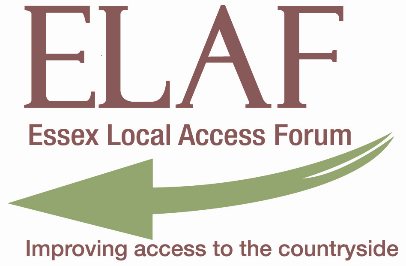 ELAF
Essex Local Access Forum
Improving access to the countryside